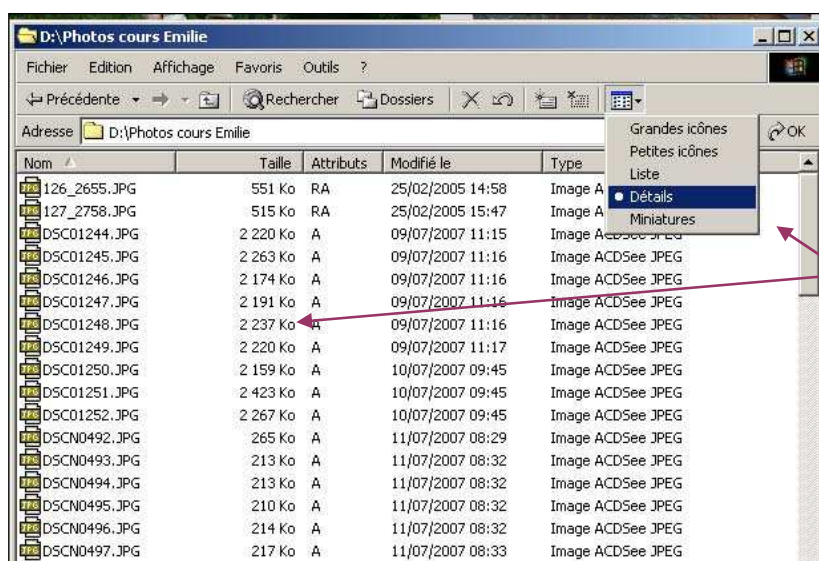 D:\Photos cours Emilie
Fichier Edition Affichage Favoris Outils ?
Précédente Rechercher Dossiers
Adresse D:\Photos cours Emilie OK
Grandes icônes
Petites icônes
Liste
Détails
Miniatures
Nom Taille Attributs Modifié le Type
126_2655.JPG 551 Ko RA 25/02/2005 14:58 Image A
127_2758.JPG 515 Ko RA 25/02/2005 15:47 Image A
DSC01244.JPG 2 220 Ko A 09/07/2007 11:15 Image ACDSee JPEG
DSC01245.JPG 2 263 Ko A 09/07/2007 11:16 Image ACDSee JPEG
DSC01246.JPG 2 174 Ko A 09/07/2007 11:16 Image ACDSee JPEG
DSC01247.JPG 2 191 Ko A 09/07/2007 11:16 Image ACDSee JPEG
DSC01248.JPG 2 237 Ko A 09/07/2007 11:16 Image ACDSee JPEG
DSC01249.JPG 2 220 Ko A 09/07/2007 11:17 Image ACDSee JPEG
DSC01250.JPG 2 159 Ko A 10/07/2007 09:45 Image ACDSee JPEG
DSC01251.JPG 2 423 Ko A 10/07/2007 09:45 Image ACDSee JPEG
DSC01252.JPG 2 267 Ko A 10/07/2007 09:45 Image ACDSee JPEG
DSCN0492.JPG 265 Ko A 11/07/2007 08:29 Image ACDSee JPEG
DSCN0493.JPG 213 Ko A 11/07/2007 08:32 Image ACDSee JPEG
DSCN0494.JPG 213 Ko A 11/07/2007 08:32 Image ACDSee JPEG
DSCN0495.JPG 210 Ko A 11/07/2007 08:32 Image ACDSee JPEG
DSCN0496.JPG 214 Ko A 11/07/2007 08:32 Image ACDSee JPEG
DSCN0497.JPG 217 Ko A 11/07/2007 08:33 Image ACDSee JPEG